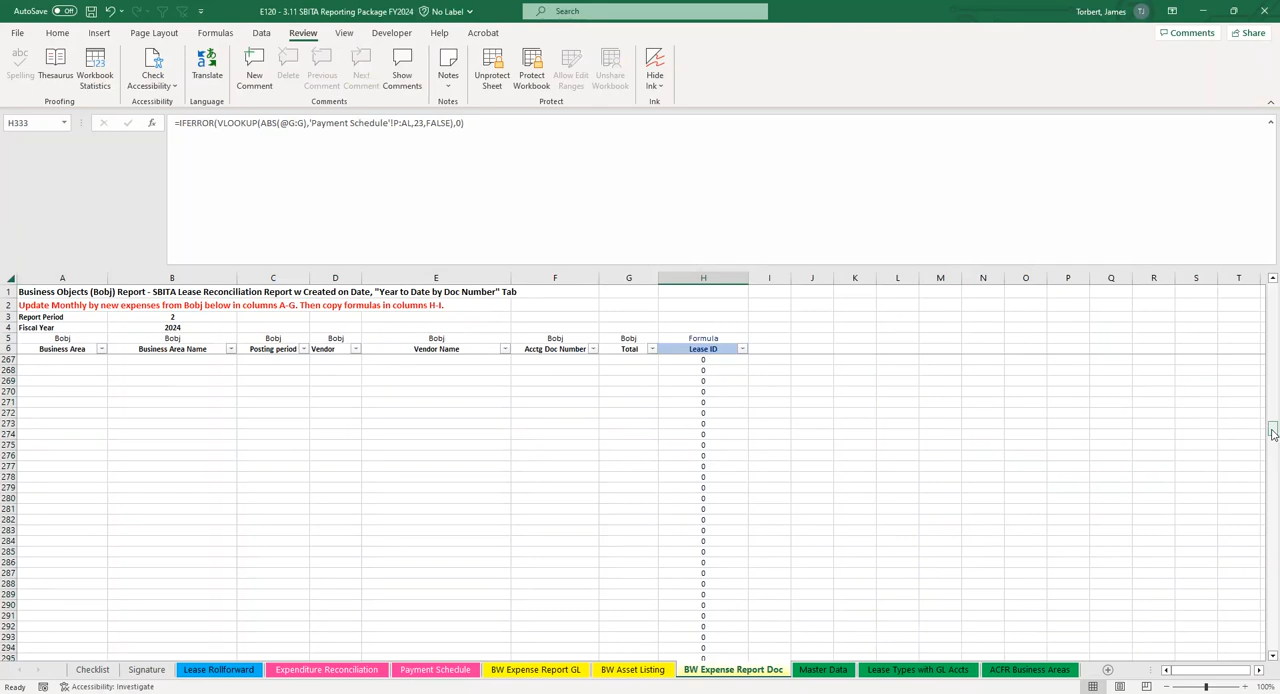 AutoSave Off E120 - 3.11 SBITA Reporting Package FY2024 No Label Search Torbert, James TJ
File Home Insert Page Layout Formulas Data Review View Developer Help Acrobat Comments Share
Spelling Thesaurus Workbook Statistics Check Accessibility Translate New Comment Delete Previous Comment Next Comment Show Comments Notes Unprotect Sheet Protect Workbook Allow Edit Ranges Unshare Workbook Hide Ink
Proofing Accessibility Language Comments Notes Protect Ink
H333 fx =IFERROR(VLOOKUP(ABS(@G:G),'Payment Schedule'!P:AL,23,FALSE),0)
A B C D E F G H I J K L M N O P Q R S T
1 Business Objects (Bobj) Report - SBITA Lease Reconciliation Report w Created on Date, "Year to Date by Doc Number" Tab
2 Update Monthly by new expenses from Bobj below in columns A-G. Then copy formulas in columns H-I.
3 Report Period 2
4 Fiscal Year 2024
5 Bobj Bobj Bobj Bobj Bobj Bobj Bobj Formula
6 Business Area Business Area Name Posting period Vendor Vendor Name Acctg Doc Number Total Lease ID
267 0
268 0
269 0
270 0
271 0
272 0
273 0
274 0
275 0
276 0
277 0
278 0
279 0
280 0
281 0
282 0
283 0
284 0
285 0
286 0
287 0
288 0
289 0
290 0
291 0
292 0
293 0
294 0
295
Checklist Signature Lease Rollforward Expenditure Reconciliation Payment Schedule BW Expense Report GL BW Asset Listing BW Expense Report Doc Master Data Lease Types with GL Accts ACFR Business Areas
Ready Accessibility: Investigate 100%